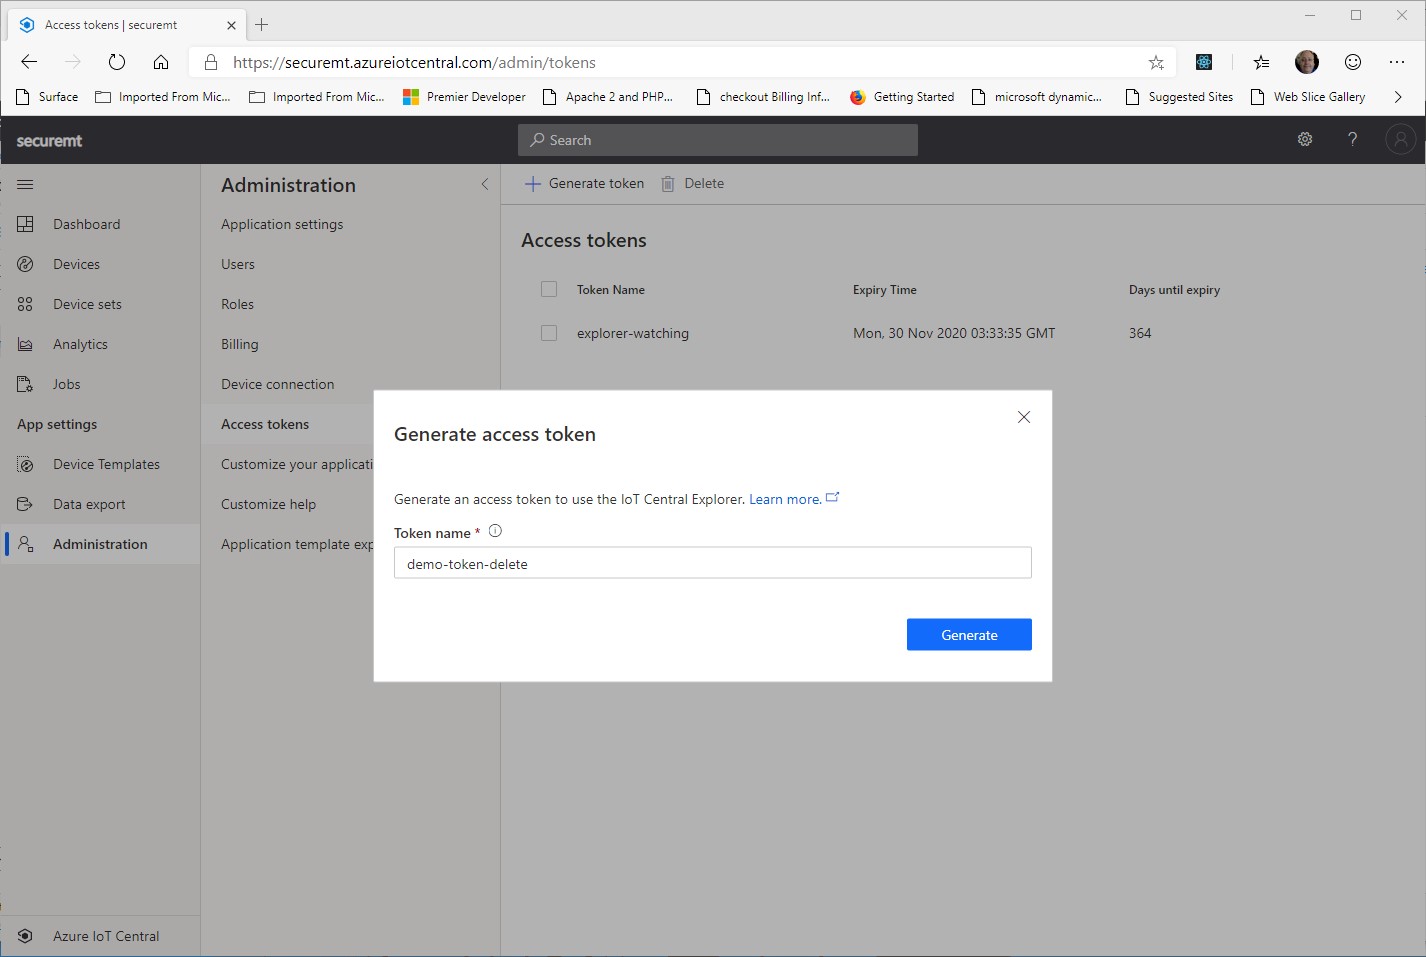 Access tokens | securemt
https://securemt.azureiotcentral.com/admin/tokens
Surface
Imported From Mic...
Imported From Mic...
Premier Developer
Apache 2 and PHP...
checkout Billing Inf...
Getting Started
microsoft dynamic...
Suggested Sites
Web Slice Gallery
securemt
Search
?
Dashboard
Devices
Device sets
Analytics
Jobs
App settings
Device Templates
Data export
Administration
Azure IoT Central
Administration
Application settings
Users
Roles
Billing
Device connection
Access tokens
Customize your applicati
Customize help
Application template exp
Generate token
Delete
Access tokens
Token Name Expiry Time Days until expiry
explorer-watching Mon, 30 Nov 2020 03:33:35 GMT 364
Generate access token
Generate an access token to use the IoT Central Explorer. Learn more.
Token name *
demo-token-delete
Generate